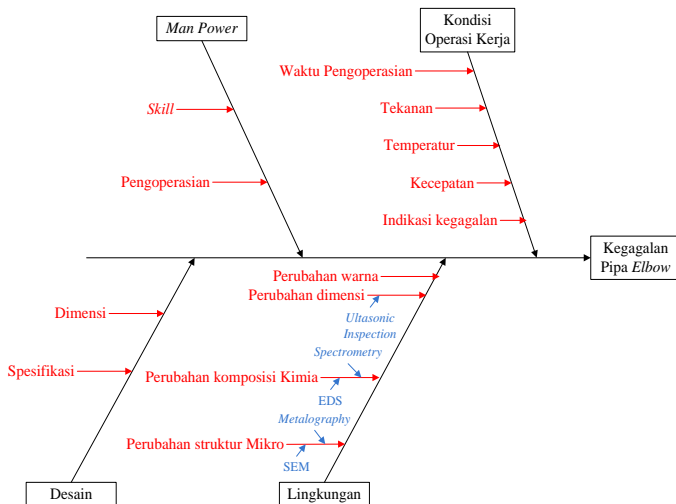 Man Power
Kondisi
Operasi Kerja
Waktu Pengoperasian
Skill
Tekanan
Temperatur
Pengoperasian
Kecepatan
Indikasi kegagalan
Kegagalan
Pipa Elbow
Perubahan warna
Perubahan dimensi
Dimensi
Ultasonic
Inspection
Spectrometry
Spesifikasi
Perubahan komposisi Kimia
EDS
Metalography
Perubahan struktur Mikro
SEM
Desain
Lingkungan